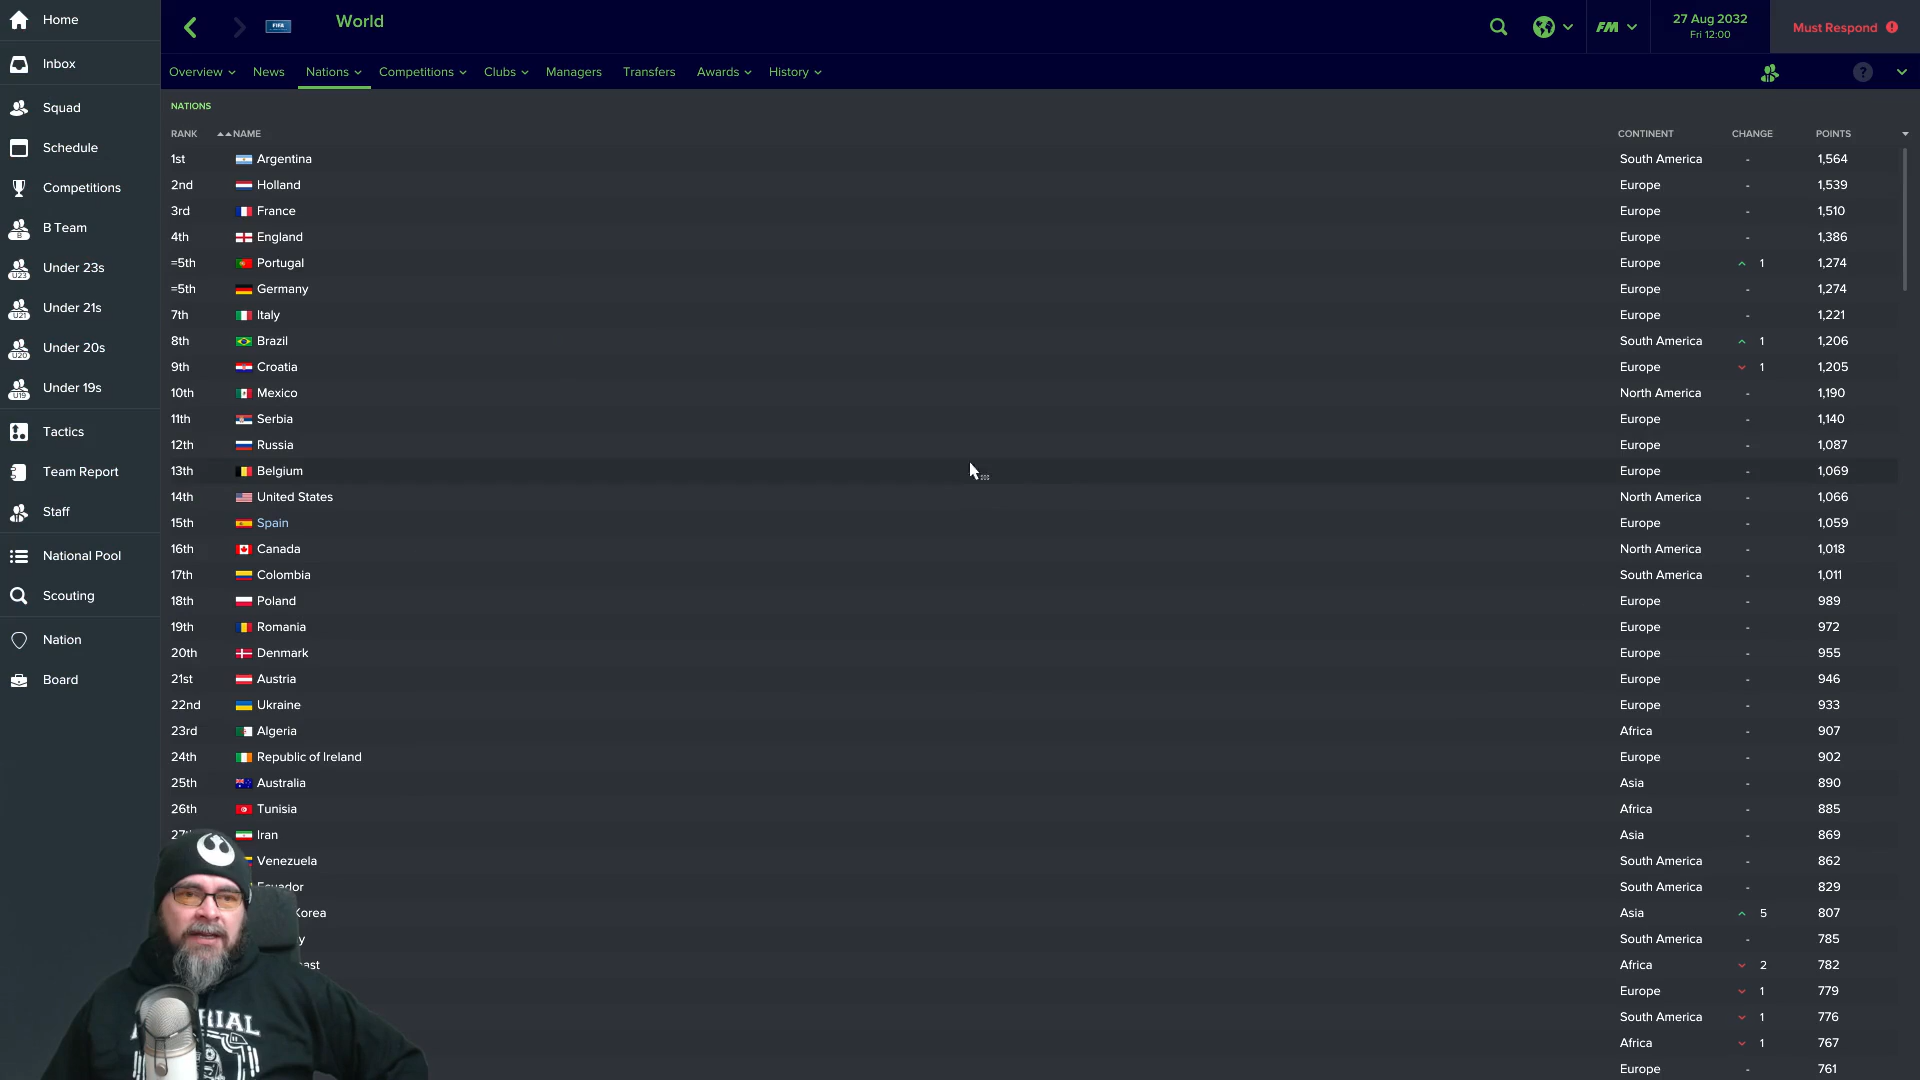 Home
Inbox
Squad
Schedule
Competitions
B Team
Under 23s
Under 21s
Under 20s
Under 19s
Tactics
Team Report
Staff
National Pool
Scouting
Nation
Board
FIFA
World
FM
27 Aug 2032
Fri 12:00
Must Respond
Overview News Nations Competitions Clubs Managers Transfers Awards History
NATIONS
RANK NAME CONTINENT CHANGE POINTS
1st Argentina South America - 1,564
2nd Holland Europe - 1,539
3rd France Europe - 1,510
4th England Europe - 1,386
=5th Portugal Europe 1 1,274
=5th Germany Europe - 1,274
7th Italy Europe - 1,221
8th Brazil South America 1 1,206
9th Croatia Europe 1 1,205
10th Mexico North America - 1,190
11th Serbia Europe - 1,140
12th Russia Europe - 1,087
13th Belgium Europe - 1,069
14th United States North America - 1,066
15th Spain Europe - 1,059
16th Canada North America - 1,018
17th Colombia South America - 1,011
18th Poland Europe - 989
19th Romania Europe - 972
20th Denmark Europe - 955
21st Austria Europe - 946
22nd Ukraine Europe - 933
23rd Algeria Africa - 907
24th Republic of Ireland Europe - 902
25th Australia Asia - 890
26th Tunisia Africa - 885
27th Iran Asia - 869
Venezuela South America - 862
Ecuador South America - 829
Korea Asia 5 807
South America - 785
Africa 2 782
Europe 1 779
South America 1 776
Africa 1 767
Europe - 761